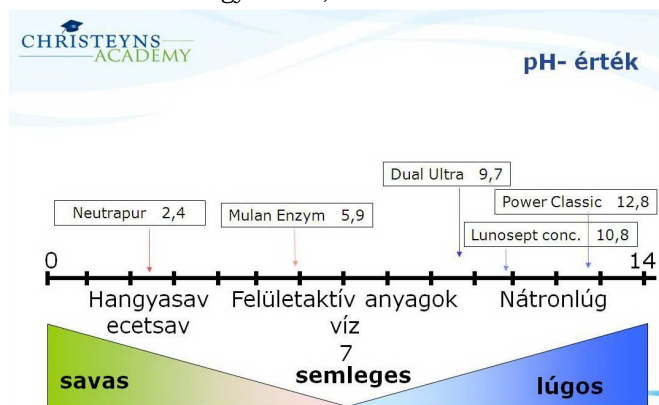 CHRISTEYNS
ACADEMY
pH- érték
Dual Ultra 9,7
Power Classic 12,8
Neutrapur 2,4
Mulan Enzym 5,9
Lunosept conc. 10,8
0
14
Hangyasav
ecetsav
Felületaktív anyagok
víz
7
semleges
Nátronlúg
savas
lúgos